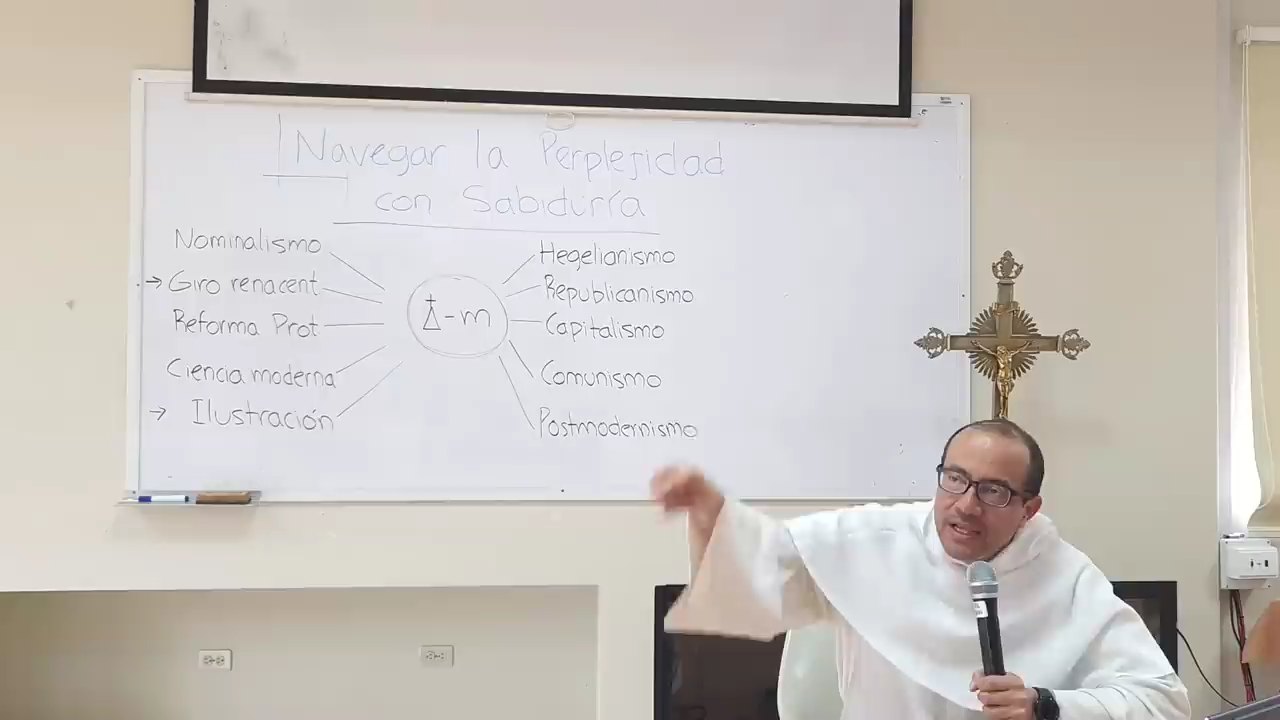 Navegar la Perplejidad
con Sabiduría
Nominalismo
→ Giro renacent
Reforma Prot
Ciencia moderna
→ Ilustración
Δ-m
Hegelianismo
Republicanismo
Capitalismo
Comunismo
Postmodernismo